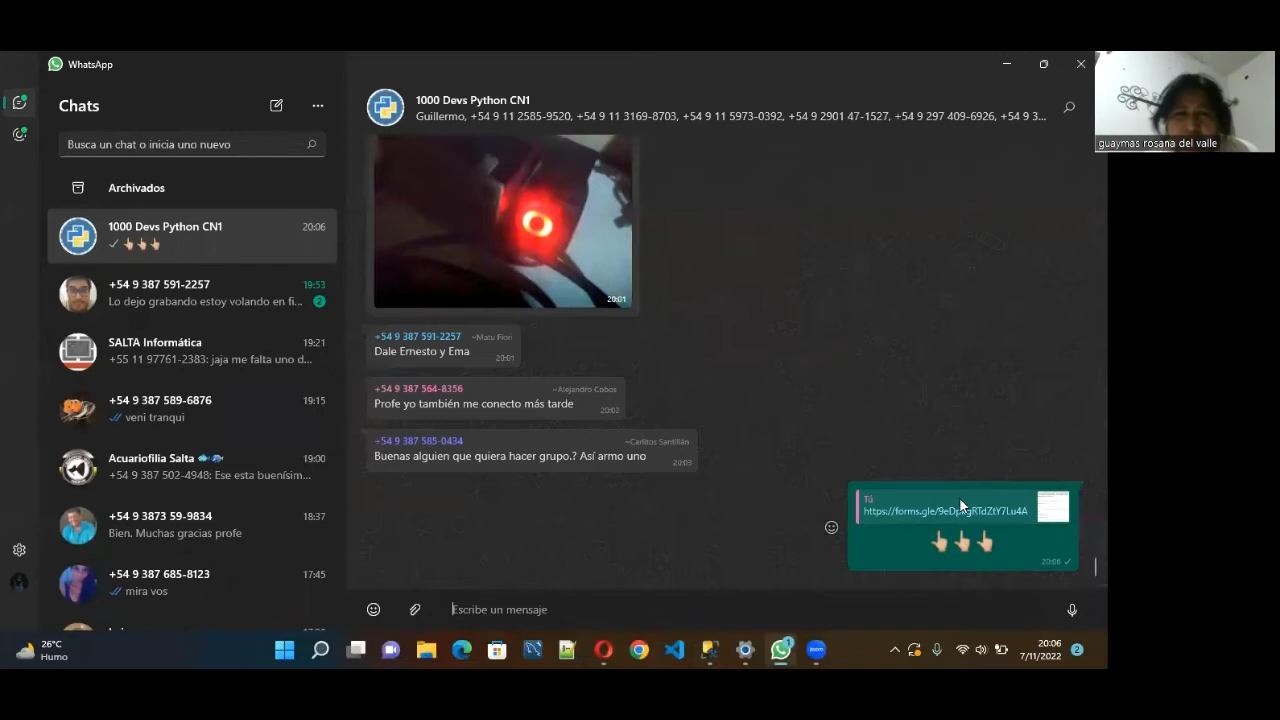 WhatsApp
Chats
Busca un chat o inicia uno nuevo
Archivados
1000 Devs Python CN1
20:06
+54 9 387 591-2257
19:53
Lo dejo grabando estoy volando en fi...
2
SALTA Informática
19:21
+55 11 97761-2383: jaja me falta uno d...
+54 9 387 589-6876
19:15
veni tranqui
Acuariofilia Salta
19:00
+54 9 387 502-4948: Ese esta buenísim...
+54 9 3873 59-9834
18:37
Bien. Muchas gracias profe
+54 9 387 685-8123
17:45
mira vos
1000 Devs Python CN1
Guillermo, +54 9 11 2585-9520, +54 9 11 3169-8703, +54 9 11 5973-0392, +54 9 2901 47-1527, +54 9 297 409-6926, +54 9 3...
20:01
+54 9 387 591-2257 ~Matu Fiori
Dale Ernesto y Ema
20:01
+54 9 387 564-8356 ~Alejandro Cobos
Profe yo también me conecto más tarde
20:02
+54 9 387 585-0434 ~Carlitos Santillán
Buenas alguien que quiera hacer grupo.? Así armo uno
20:03
Tú
20:06
Escribe un mensaje
guaymas rosana del valle
26°C
Humo
1
zoom
20:06
7/11/2022
2